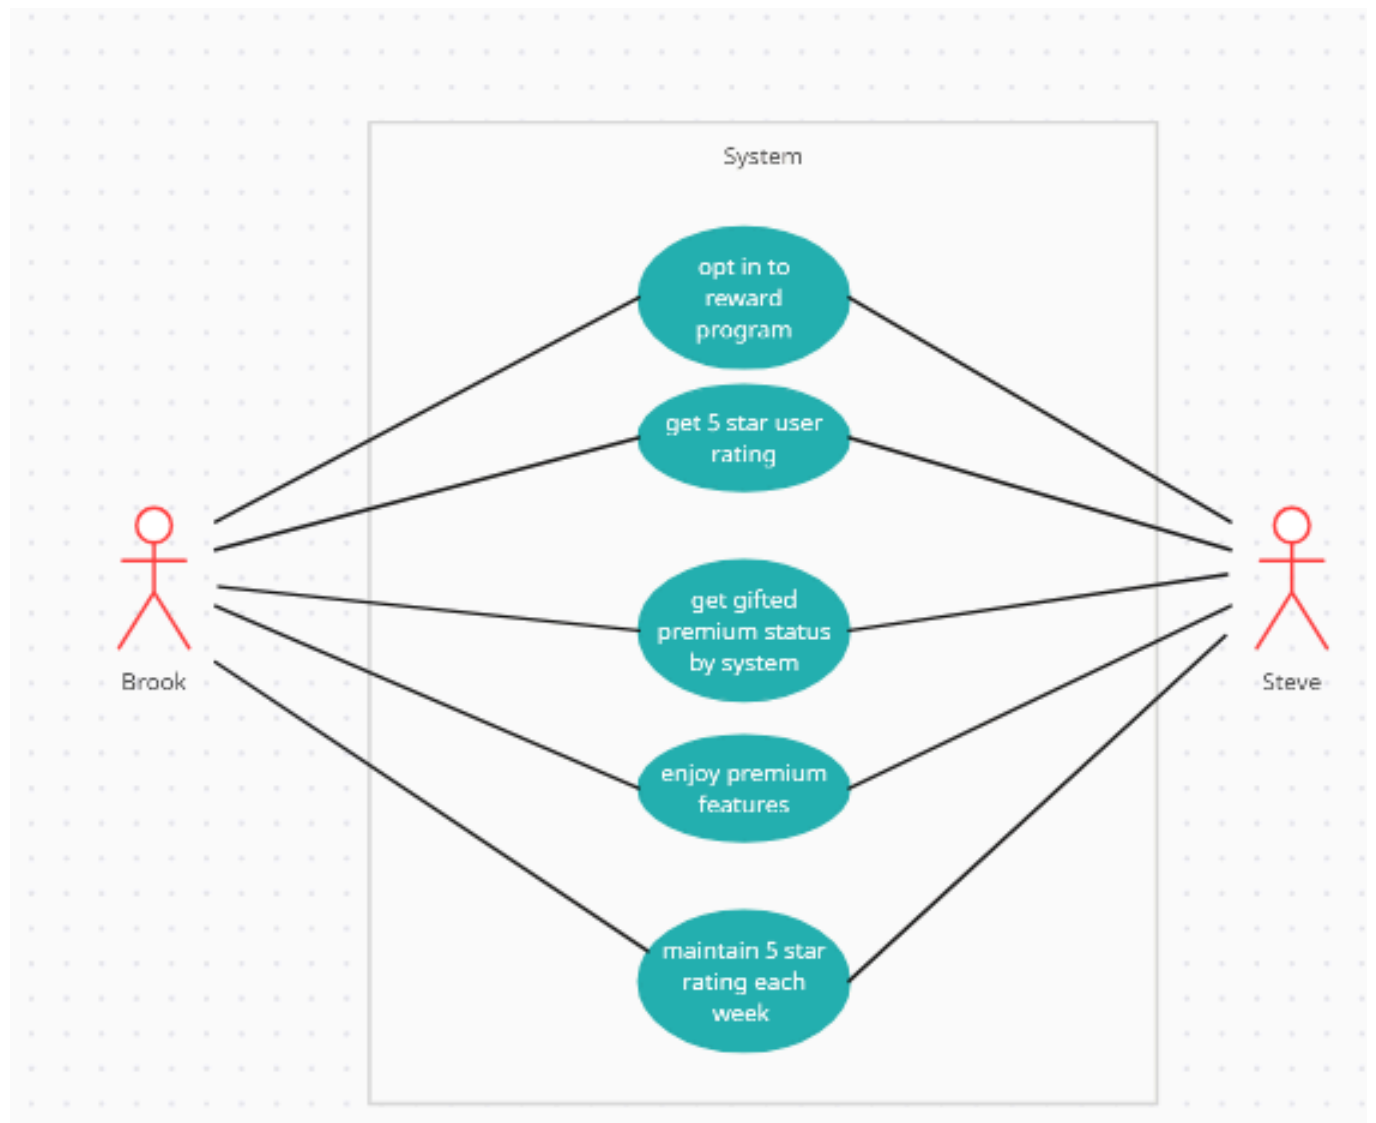 System
opt in to
reward
program
get 5 star user
rating
get gifted
premium status
by system
Brook
Steve
enjoy premium
features
maintain 5 star
rating each
week